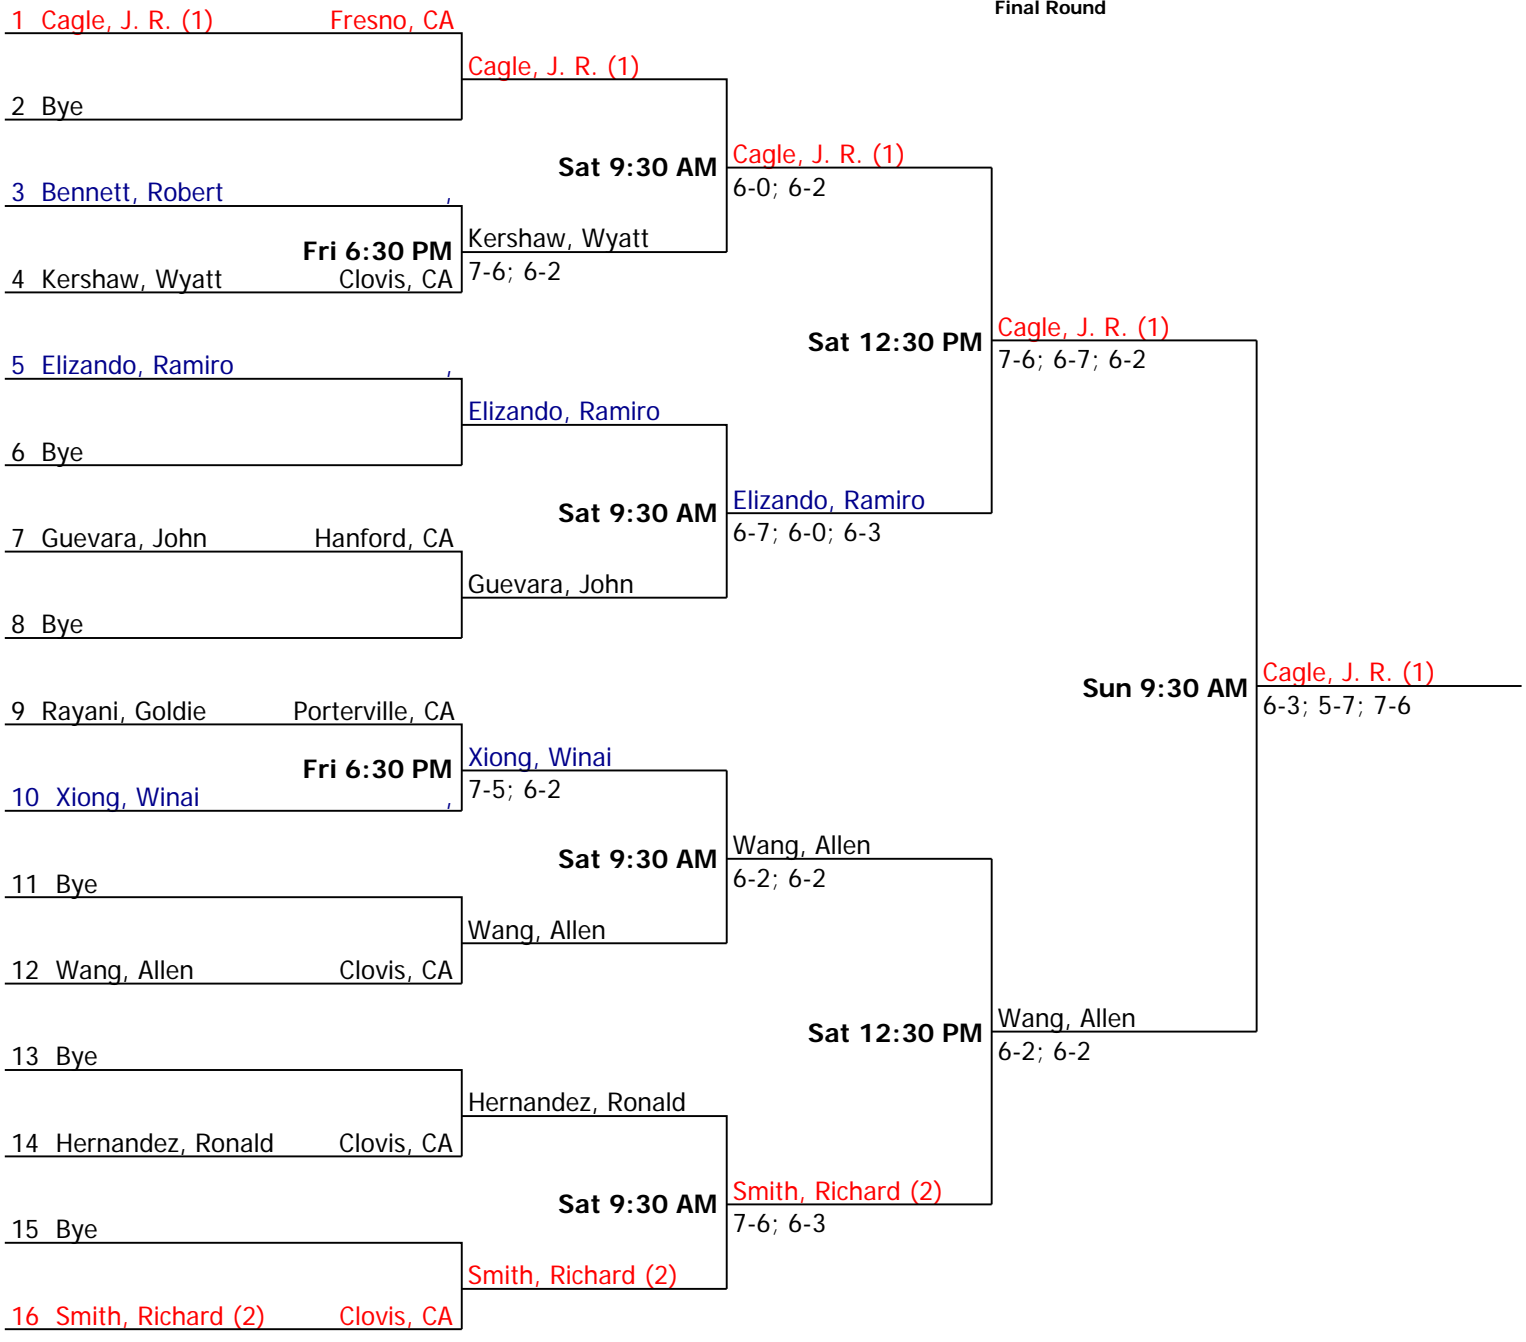 Final Round
1 Cagle, J. R. (1) Fresno, CA
Cagle, J. R. (1)
2 Bye
Sat 9:30 AM
Cagle, J. R. (1)
6-0; 6-2
3 Bennett, Robert ,
Fri 6:30 PM
Kershaw, Wyatt
7-6; 6-2
4 Kershaw, Wyatt Clovis, CA
Sat 12:30 PM
Cagle, J. R. (1)
7-6; 6-7; 6-2
5 Elizando, Ramiro ,
Elizando, Ramiro
6 Bye
Sat 9:30 AM
Elizando, Ramiro
6-7; 6-0; 6-3
7 Guevara, John Hanford, CA
Guevara, John
8 Bye
Sun 9:30 AM
Cagle, J. R. (1)
6-3; 5-7; 7-6
9 Rayani, Goldie Porterville, CA
Fri 6:30 PM
Xiong, Winai
7-5; 6-2
10 Xiong, Winai ,
Sat 9:30 AM
Wang, Allen
6-2; 6-2
11 Bye
Wang, Allen
12 Wang, Allen Clovis, CA
Sat 12:30 PM
Wang, Allen
6-2; 6-2
13 Bye
Hernandez, Ronald
14 Hernandez, Ronald Clovis, CA
Sat 9:30 AM
Smith, Richard (2)
7-6; 6-3
15 Bye
Smith, Richard (2)
16 Smith, Richard (2) Clovis, CA